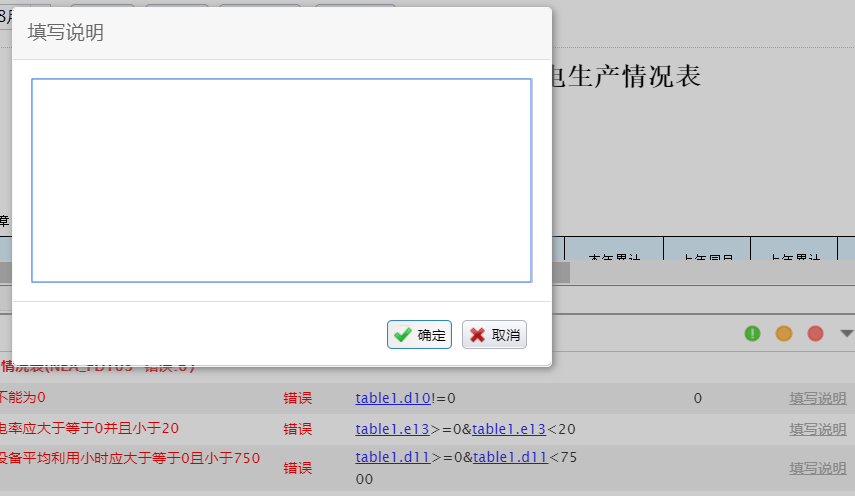 8月
填写说明
电生产情况表
章
本年累计 上年同月 上年累计
确定 取消
情况表(NEA_FDY03 错误:8 )
不能为0 错误 table1.d10!=0 0 填写说明
电率应大于等于0并且小于20 错误 table1.e13>=0&table1.e13<20 填写说明
设备平均利用小时应大于等于0且小于750 错误 table1.d11>=0&table1.d11<75
00 填写说明